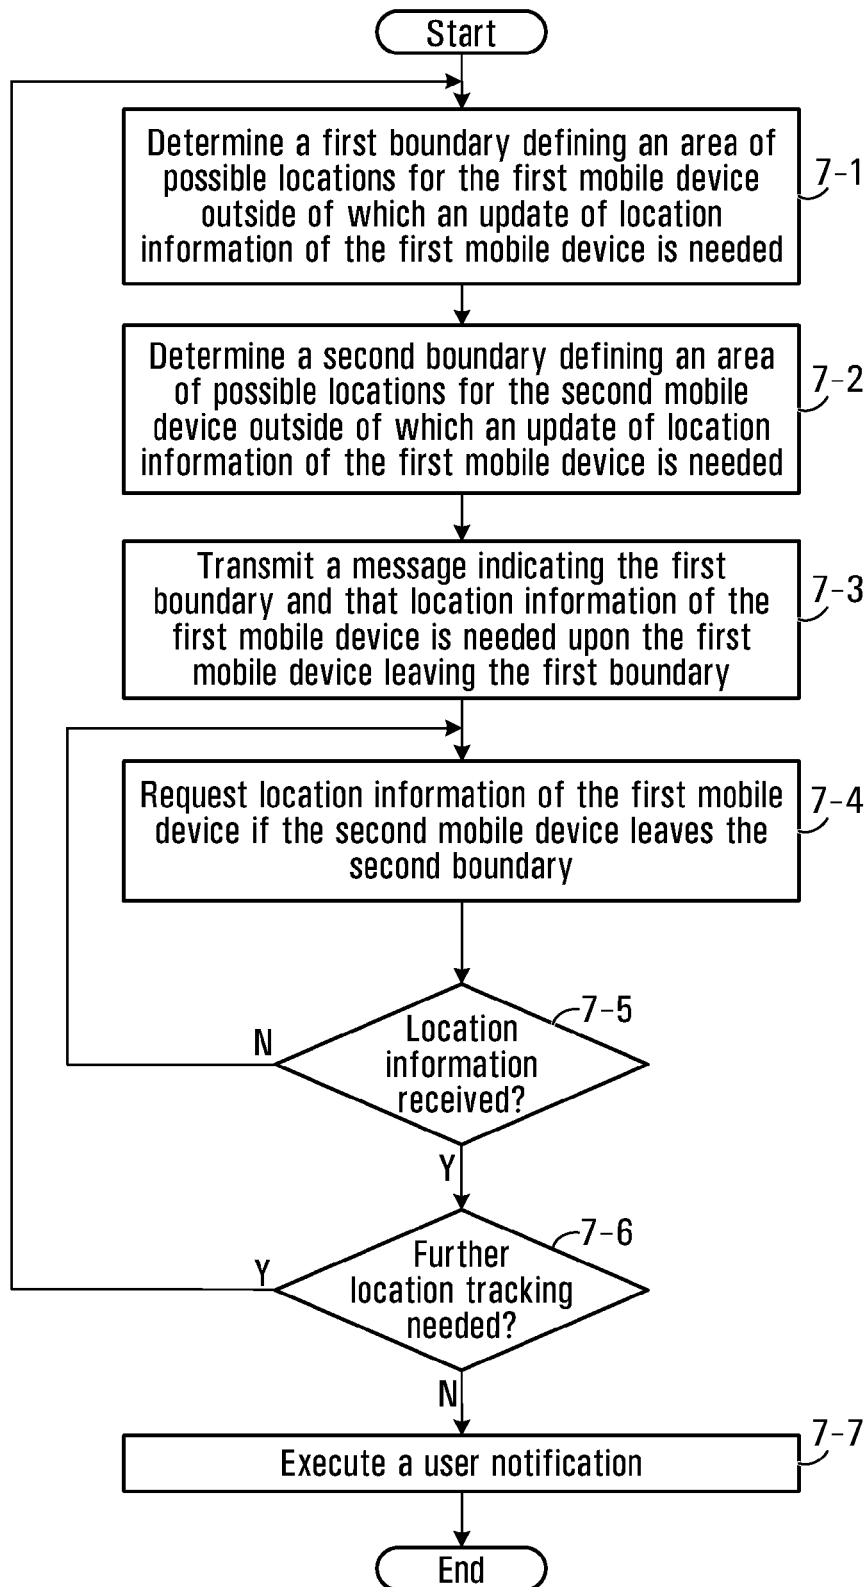 Start
Determine a first boundary defining an area of
possible locations for the first mobile device
outside of which an update of location
information of the first mobile device is needed
7-1
Determine a second boundary defining an area
of possible locations for the second mobile
device outside of which an update of location
information of the first mobile device is needed
7-2
Transmit a message indicating the first
boundary and that location information of the
first mobile device is needed upon the first
mobile device leaving the first boundary
7-3
Request location information of the first mobile
device if the second mobile device leaves the
second boundary
7-4
7-5
Location
information
received?
N
Y
7-6
Further
location tracking
needed?
Y
N
7-7
Execute a user notification
End